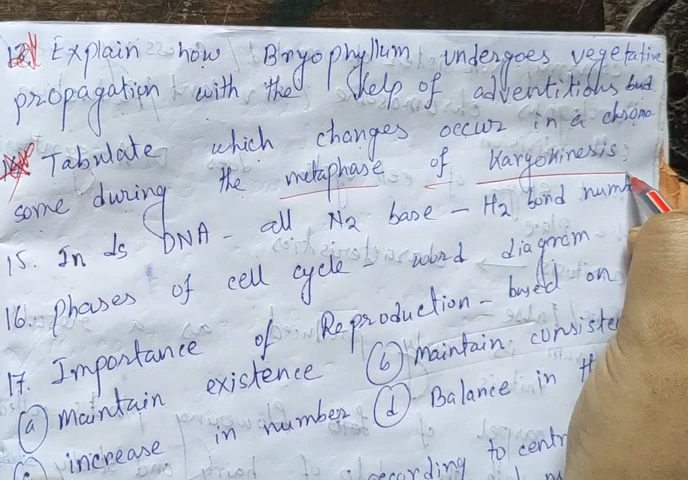 Explain how Bryophyllum undergoes vegetative
propagation with the help of adventitious bud
Tabulate which changes occur in a chromo-
some during the metaphase of Karyokinesis.
15. In ds DNA - all N2 base - H2 bond numb
16. Phases of cell cycle - word diagram
17. Importance of Reproduction - based on
(a) Maintain existence (b) Maintain consiste
increase in number (d) Balance in th
according to centr